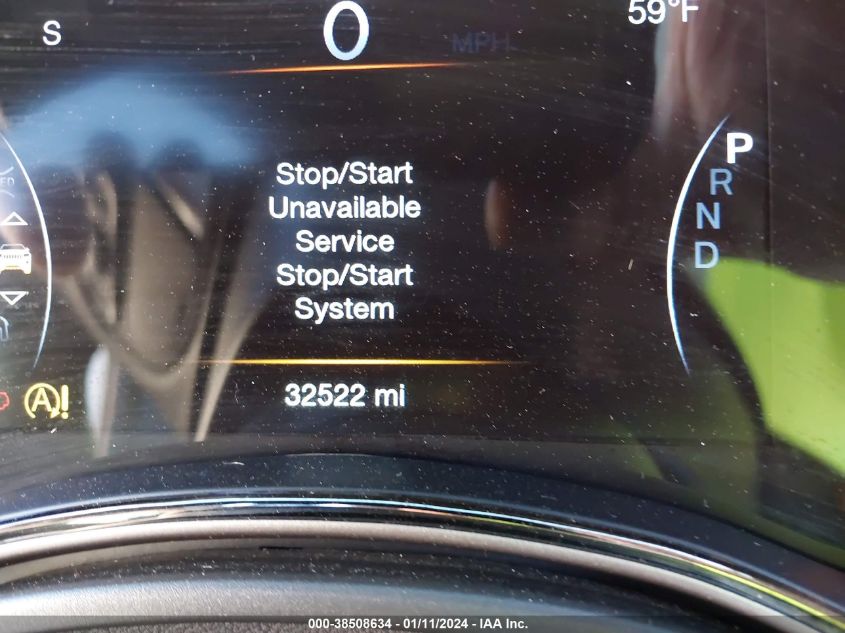 S
0
MPH
59°F
Stop/Start
Unavailable
Service
Stop/Start
System
P
R
N
D
A!
32522 mi
000-38508634 - 01/11/2024 - IAA Inc.